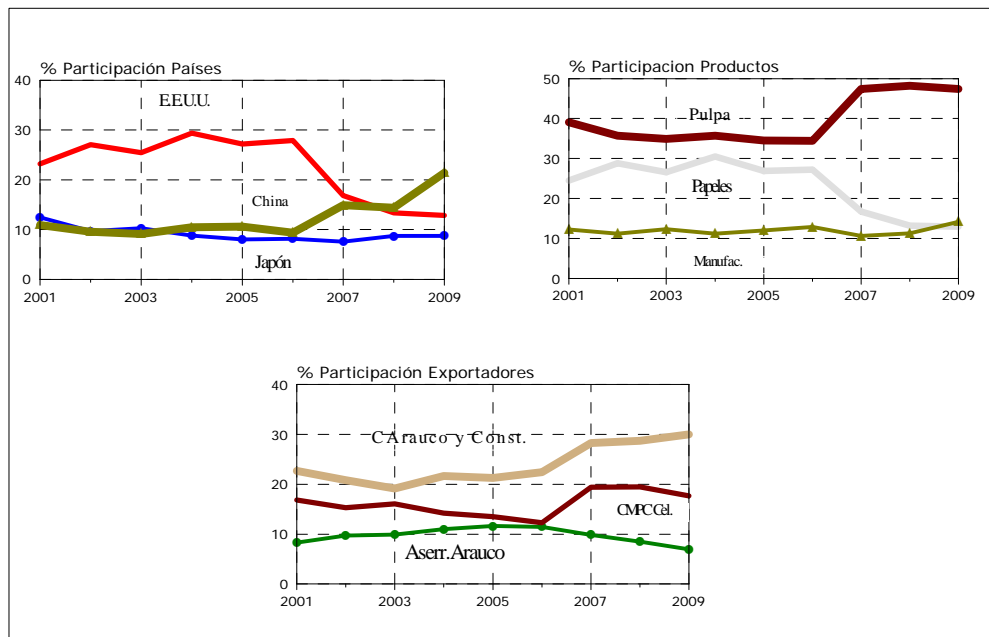 % Participación Países
40
30
20
10
0
E.E.U.U.
China
Japón
2001 2003 2005 2007 2009
% Participacion Productos
50
40
30
20
10
0
Pulpa
Papeles
Manufac.
2001 2003 2005 2007 2009
% Participación Exportadores
40
30
20
10
0
C Arauco y Const.
CMPC Cel.
Aserr. Arauco
2001 2003 2005 2007 2009